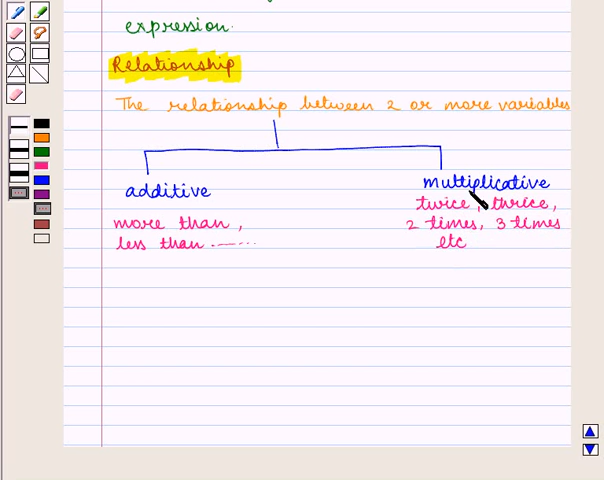 expression.
Relationship
The relationship between 2 or more variables
additive
multiplicative
more than,
less than ........
twice, thrice,
2 times, 3 times
etc